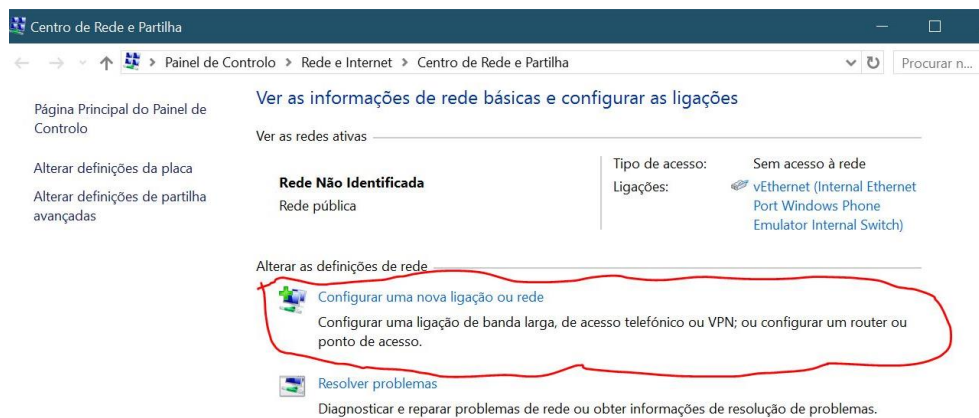 Centro de Rede e Partilha
Painel de Controlo > Rede e Internet > Centro de Rede e Partilha
Procurar n...
Página Principal do Painel de
Controlo
Alterar definições da placa
Alterar definições de partilha
avançadas
Ver as informações de rede básicas e configurar as ligações
Ver as redes ativas
Rede Não Identificada
Rede pública
Tipo de acesso: Sem acesso à rede
Ligações: vEthernet (Internal Ethernet
Port Windows Phone
Emulator Internal Switch)
Alterar as definições de rede
Configurar uma nova ligação ou rede
Configurar uma ligação de banda larga, de acesso telefónico ou VPN; ou configurar um router ou
ponto de acesso.
Resolver problemas
Diagnosticar e reparar problemas de rede ou obter informações de resolução de problemas.